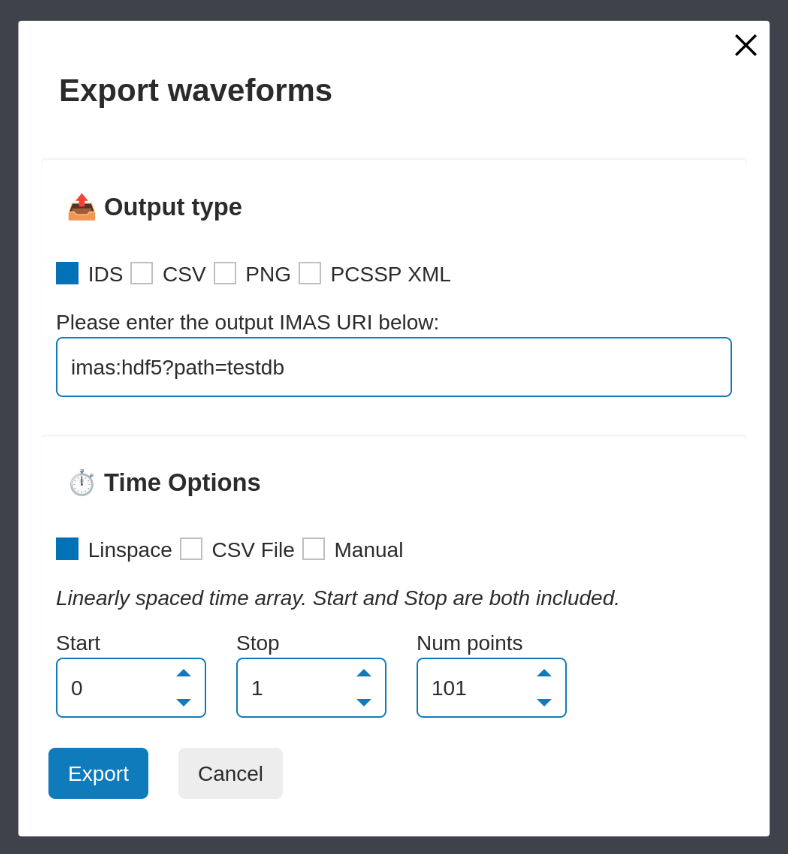 Export waveforms
📤 Output type
IDS CSV PNG PCSSP XML
Please enter the output IMAS URI below:
imas:hdf5?path=testdb
⏱️ Time Options
Linspace CSV File Manual
Linearly spaced time array. Start and Stop are both included.
Start Stop Num points
0 1 101
Export Cancel